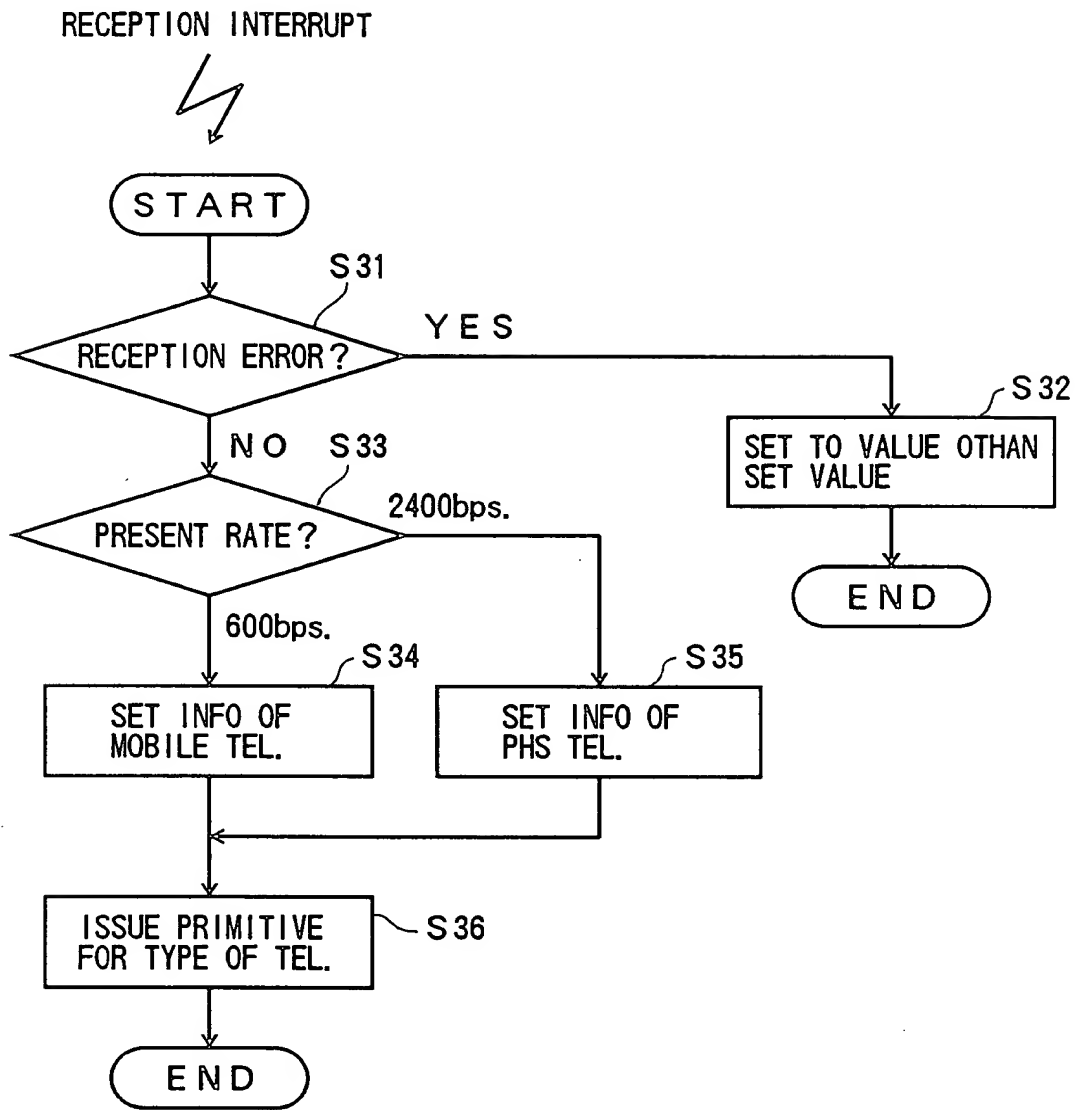 RECEPTION INTERRUPT
START
S31
RECEPTION ERROR?
YES
S32
SET TO VALUE OTHAN
SET VALUE
END
NO
S33
PRESENT RATE?
2400bps.
600bps.
S34
SET INFO OF
MOBILE TEL.
S35
SET INFO OF
PHS TEL.
ISSUE PRIMITIVE
FOR TYPE OF TEL.
S36
END